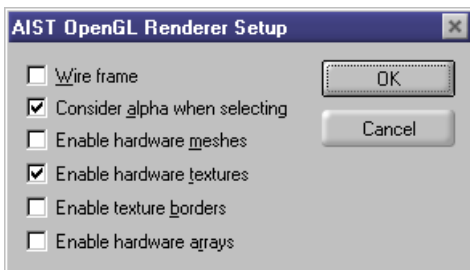 AIST OpenGL Renderer Setup
Wire frame
OK
Consider alpha when selecting
Cancel
Enable hardware meshes
Enable hardware textures
Enable texture borders
Enable hardware arrays